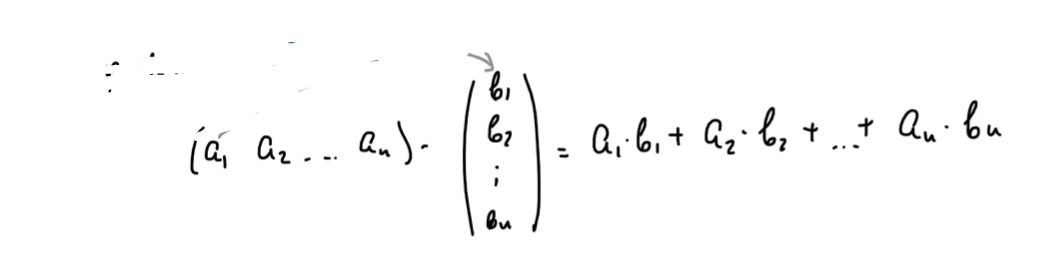 (a₁ a₂ ... aₙ) · (b₁ b₂ ⋮ bₙ) = a₁·b₁ + a₂·b₂ + ... + aₙ·bₙ